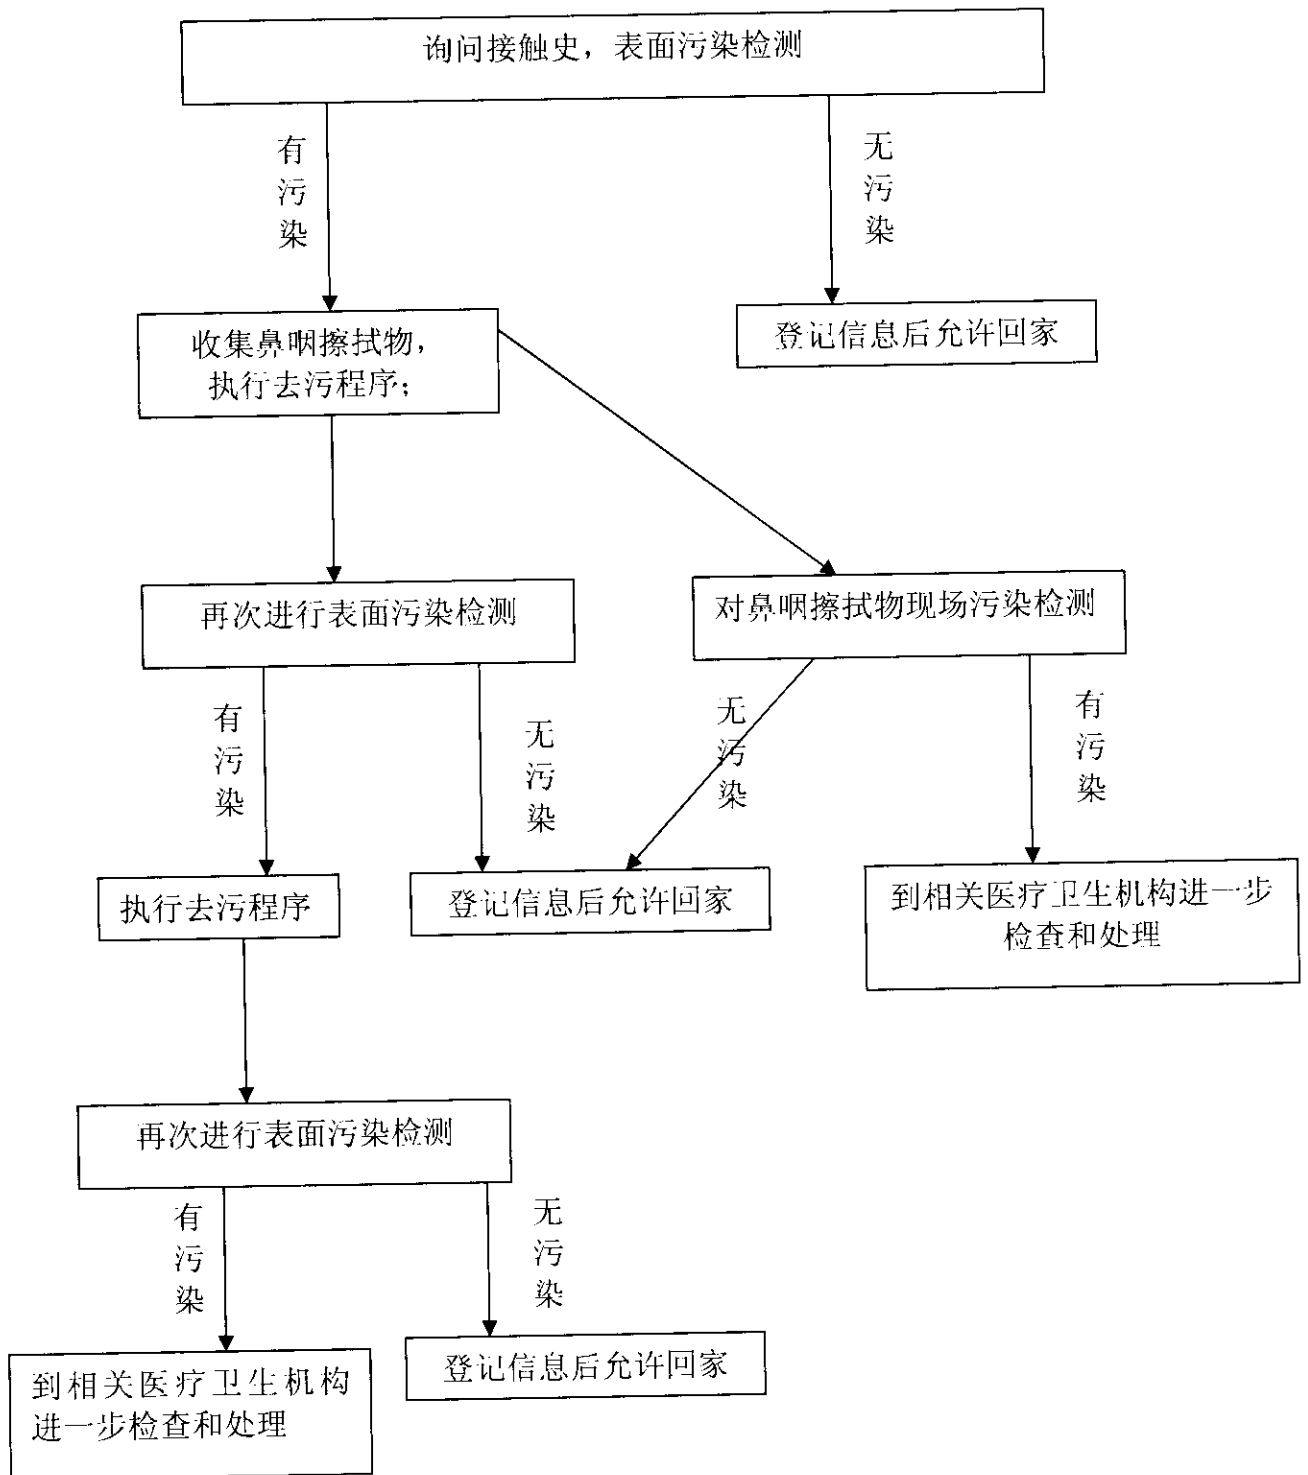 询问接触史，表面污染检测
有污染
无污染
登记信息后允许回家
收集鼻咽擦拭物，
执行去污程序；
再次进行表面污染检测
对鼻咽擦拭物现场污染检测
有污染
无污染
无污染
有污染
执行去污程序
登记信息后允许回家
到相关医疗卫生机构进一步
检查和处理
再次进行表面污染检测
有污染
无污染
到相关医疗卫生机构
进一步检查和处理
登记信息后允许回家